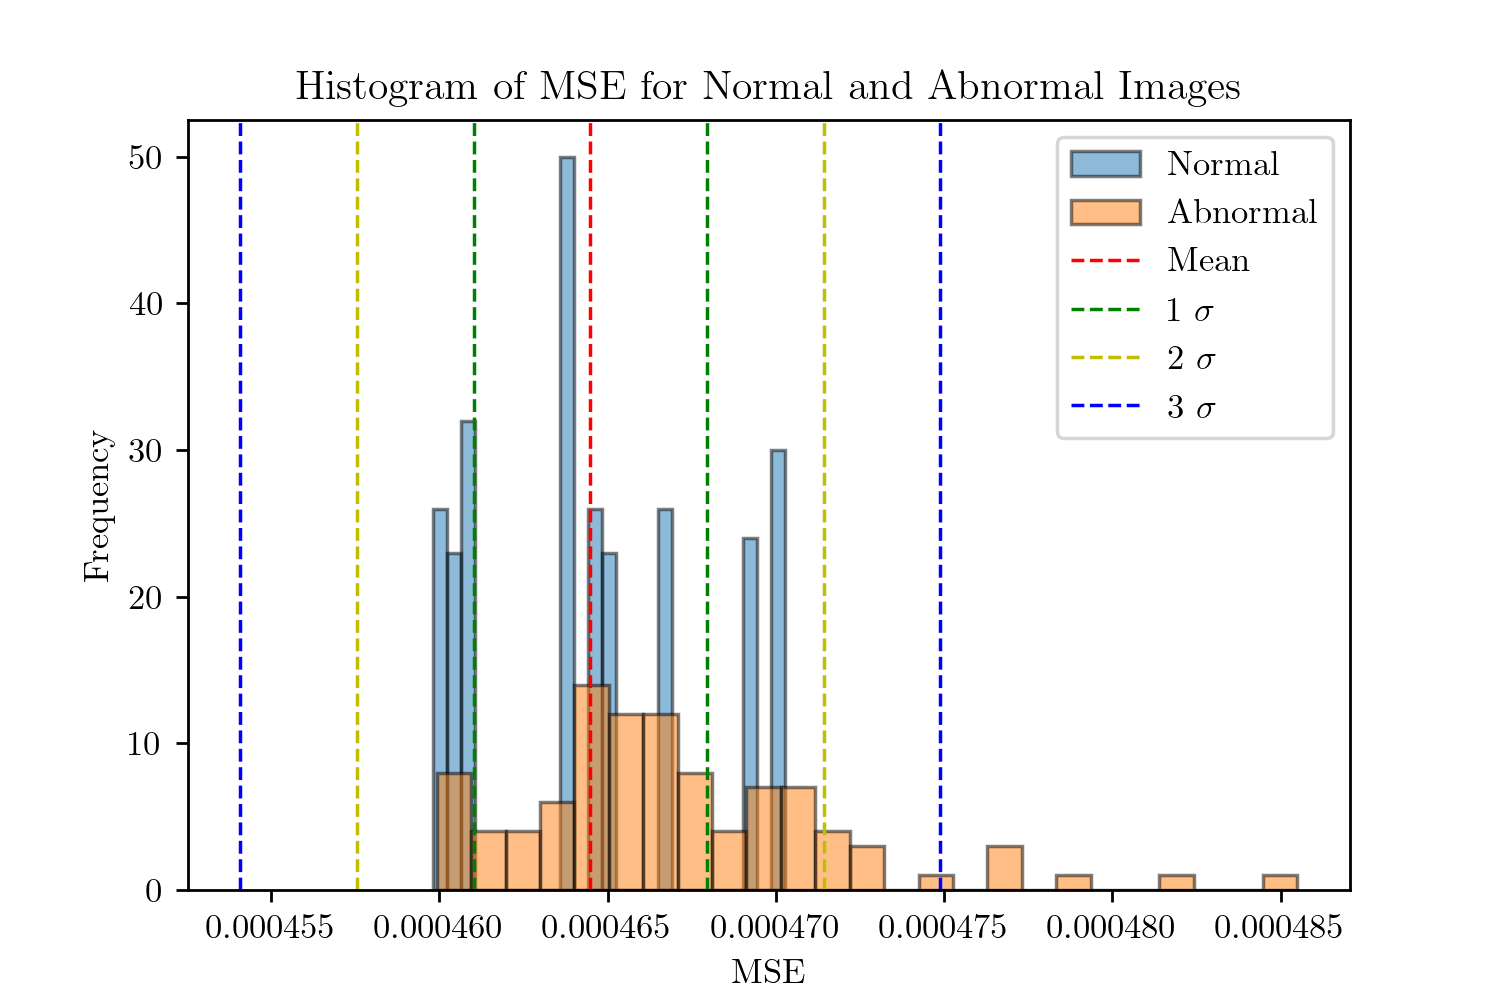 Histogram of MSE for Normal and Abnormal Images
50
40
30
20
10
0
Frequency
Normal
Abnormal
Mean
1 σ
2 σ
3 σ
0.000455 0.000460 0.000465 0.000470 0.000475 0.000480 0.000485
MSE